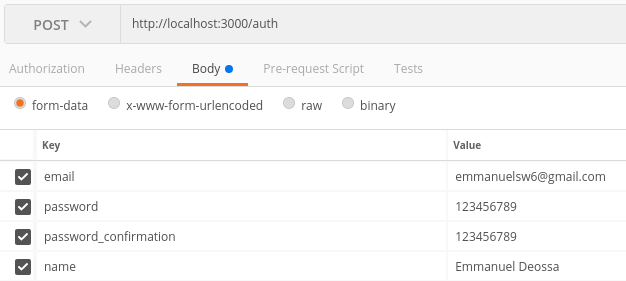 POST http://localhost:3000/auth
Authorization Headers Body Pre-request Script Tests
form-data x-www-form-urlencoded raw binary
Key Value
email emmanuelsw6@gmail.com
password 123456789
password_confirmation 123456789
name Emmanuel Deossa